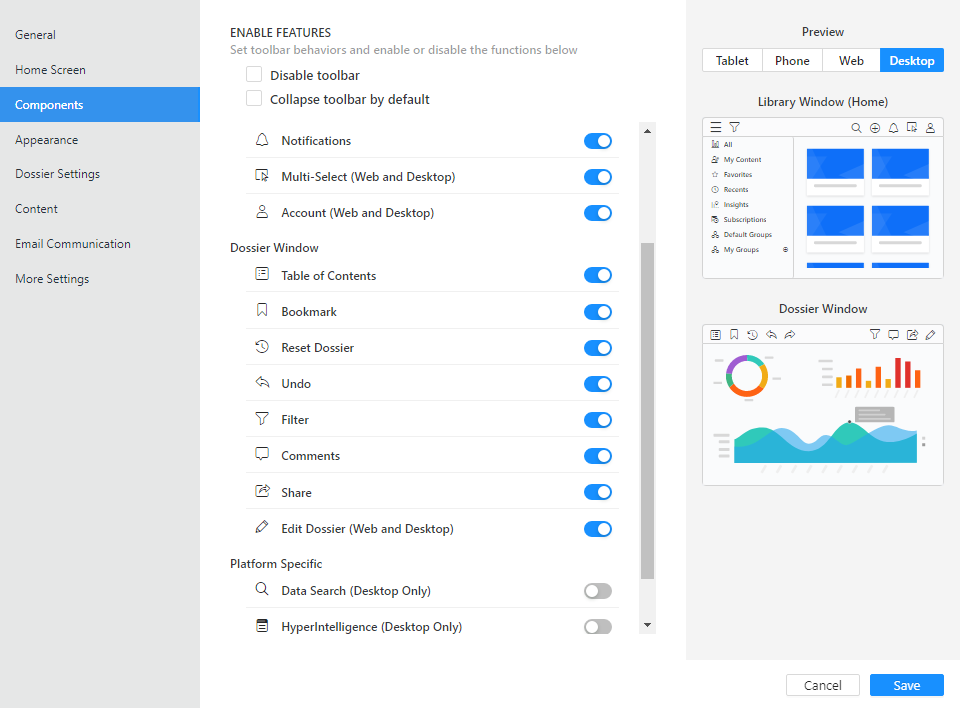 General
Home Screen
Components
Appearance
Dossier Settings
Content
Email Communication
More Settings
ENABLE FEATURES
Set toolbar behaviors and enable or disable the functions below
Disable toolbar
Collapse toolbar by default
Notifications
Multi-Select (Web and Desktop)
Account (Web and Desktop)
Dossier Window
Table of Contents
Bookmark
Reset Dossier
Undo
Filter
Comments
Share
Edit Dossier (Web and Desktop)
Platform Specific
Data Search (Desktop Only)
HyperIntelligence (Desktop Only)
Preview
Tablet Phone Web Desktop
Library Window (Home)
All
My Content
Favorites
Recents
Insights
Subscriptions
Default Groups
My Groups
Dossier Window
Cancel Save